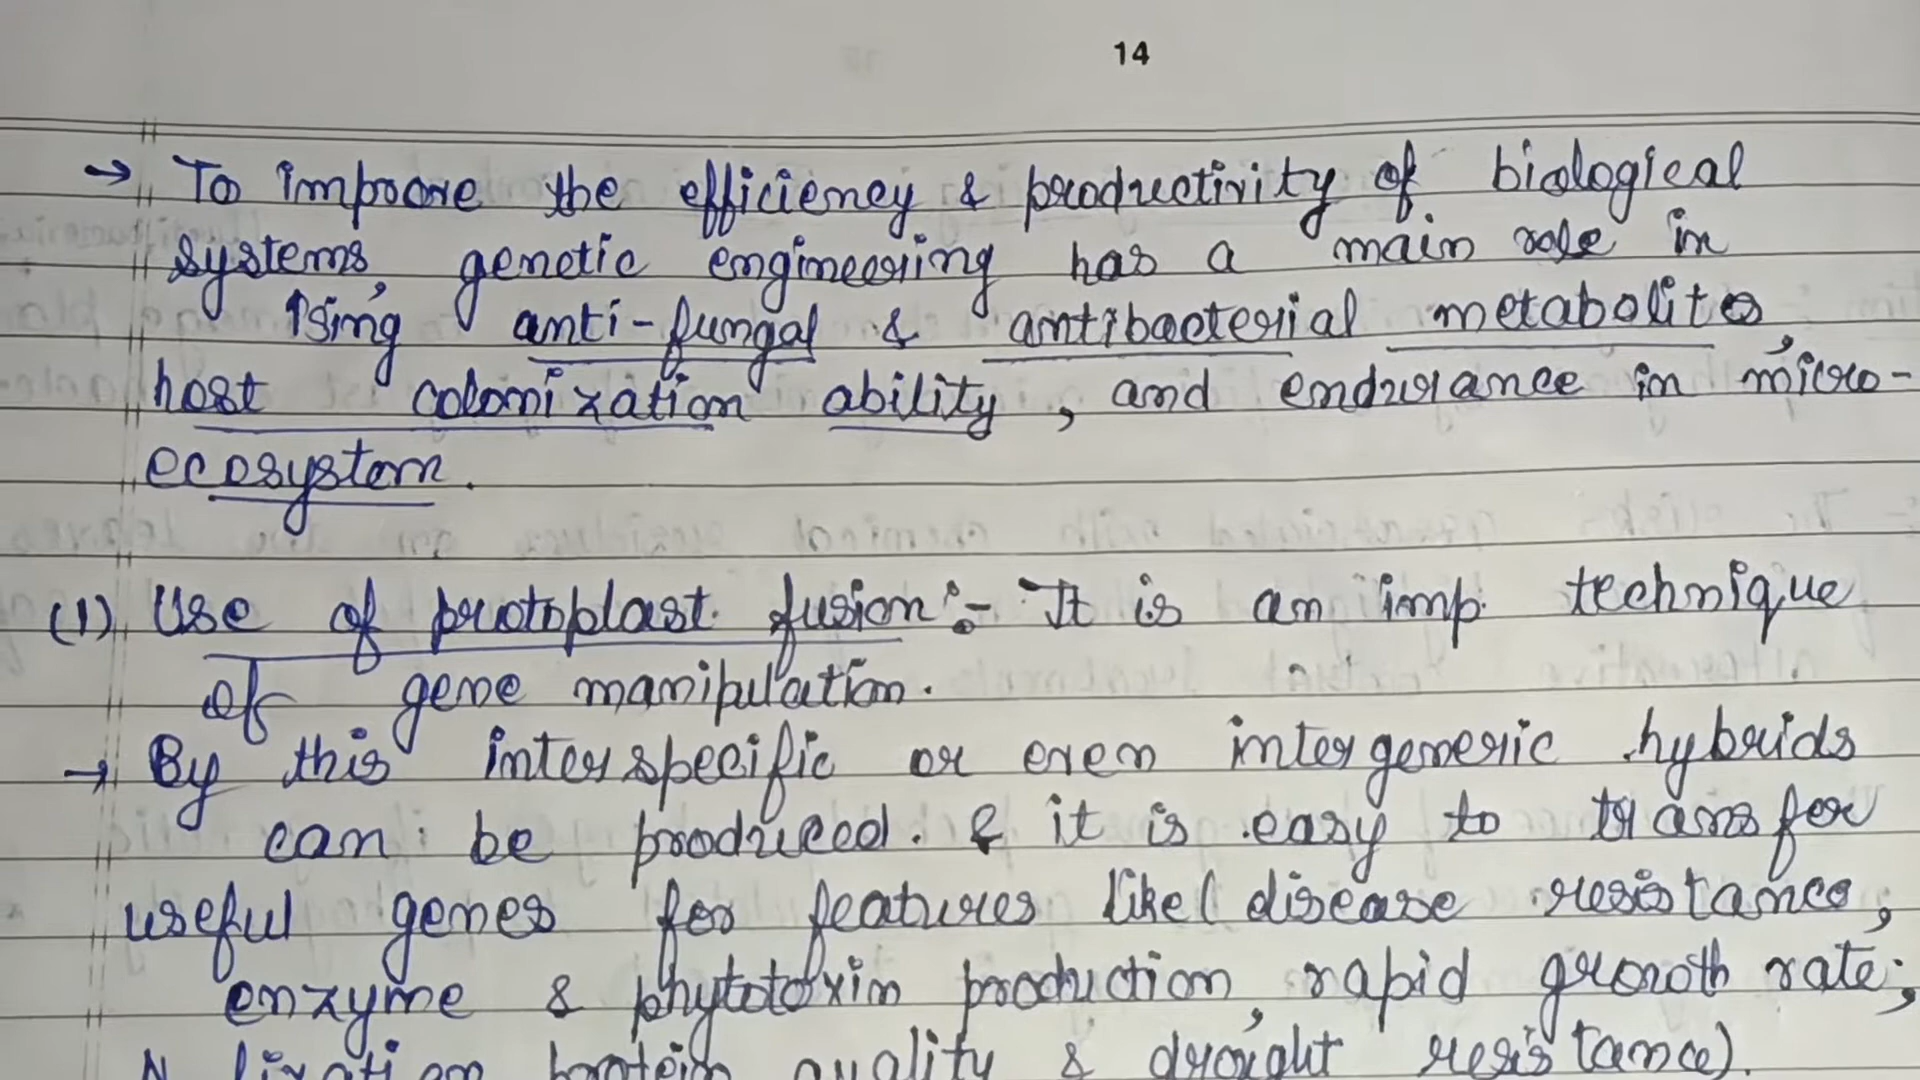 14
→ To improve the efficiency & productivity of biological
systems, genetic engineering has a main role in
↑sing anti-fungal & antibacterial metabolites,
host colonization ability, and endurance in micro-
ecosystem.
(1) Use of protoplast fusion:- It is an imp. technique
of gene manipulation.
→ By this interspecific or even intergeneric hybrids
can be produced. & it is easy to transfer
useful genes for features like (disease resistance,
enzyme & phytotoxin production, rapid growth rate,
N fixation protein quality & drought resistance).